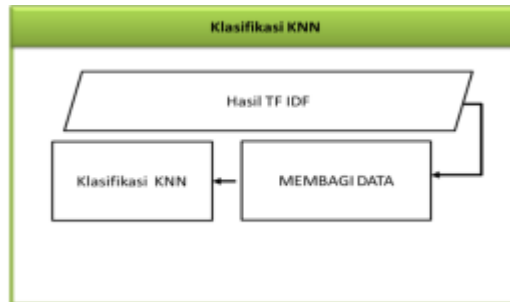 Klasifikasi KNN
Hasil TF IDF
Klasifikasi KNN
MEMBAGI DATA